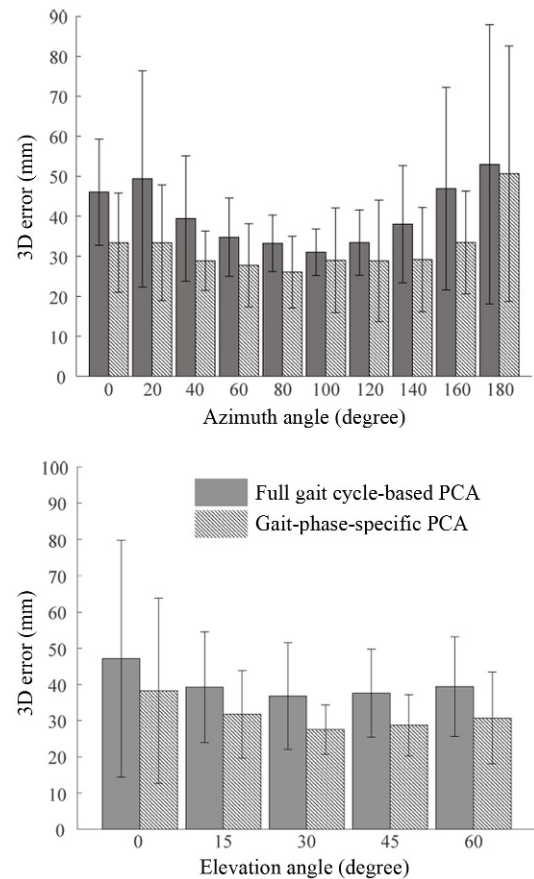 90
80
70
60
50
40
30
20
10
0
3D error (mm)
0 20 40 60 80 100 120 140 160 180
Azimuth angle (degree)
100
90
80
70
60
50
40
30
20
10
0
3D error (mm)
Full gait cycle-based PCA
Gait-phase-specific PCA
0 15 30 45 60
Elevation angle (degree)